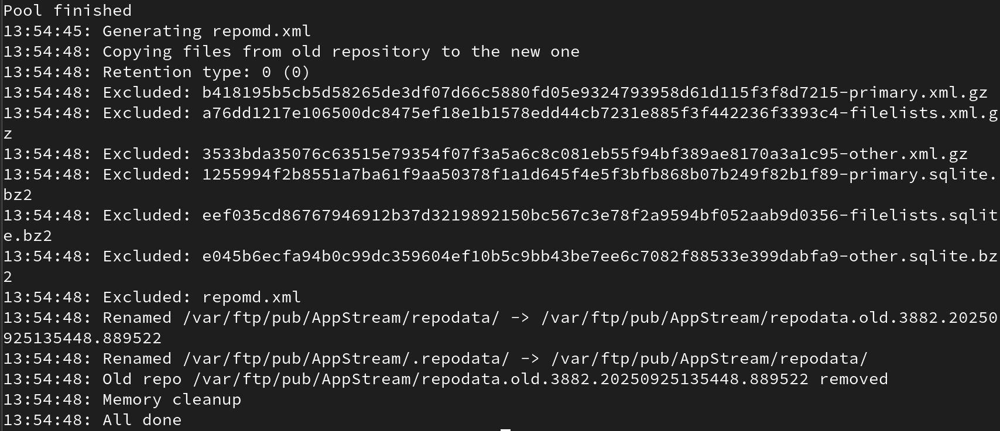 Pool finished
13:54:45: Generating repomd.xml
13:54:48: Copying files from old repository to the new one
13:54:48: Retention type: 0 (0)
13:54:48: Excluded: b418195b5cb5d58265de3df07d66c5880fd05e9324793958d61d115f3f8d7215-primary.xml.gz
13:54:48: Excluded: a76dd1217e106500dc8475ef18e1b1578edd44cb7231e885f3f442236f3393c4-filelists.xml.g
z
13:54:48: Excluded: 3533bda35076c63515e79354f07f3a5a6c8c081eb55f94bf389ae8170a3a1c95-other.xml.gz
13:54:48: Excluded: 1255994f2b8551a7ba61f9aa50378f1a1d645f4e5f3bfb868b07b249f82b1f89-primary.sqlite.
bz2
13:54:48: Excluded: eef035cd86767946912b37d3219892150bc567c3e78f2a9594bf052aab9d0356-filelists.sqlit
e.bz2
13:54:48: Excluded: e045b6ecfa94b0c99dc359604ef10b5c9bb43be7ee6c7082f88533e399dabfa9-other.sqlite.bz
2
13:54:48: Excluded: repomd.xml
13:54:48: Renamed /var/ftp/pub/AppStream/repodata/ -> /var/ftp/pub/AppStream/repodata.old.3882.20250
925135448.889522
13:54:48: Renamed /var/ftp/pub/AppStream/.repodata/ -> /var/ftp/pub/AppStream/repodata/
13:54:48: Old repo /var/ftp/pub/AppStream/repodata.old.3882.20250925135448.889522 removed
13:54:48: Memory cleanup
13:54:48: All done